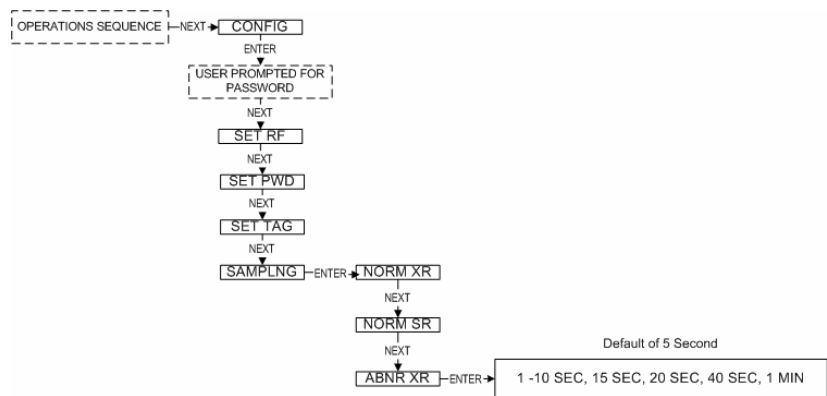 OPERATIONS SEQUENCE
NEXT
CONFIG
ENTER
USER PROMPTED FOR
PASSWORD
NEXT
SET RF
NEXT
SET PWD
NEXT
SET TAG
NEXT
SAMPLNG
ENTER
NORM XR
NEXT
NORM SR
NEXT
ABNR XR
ENTER
Default of 5 Second
1 -10 SEC, 15 SEC, 20 SEC, 40 SEC, 1 MIN